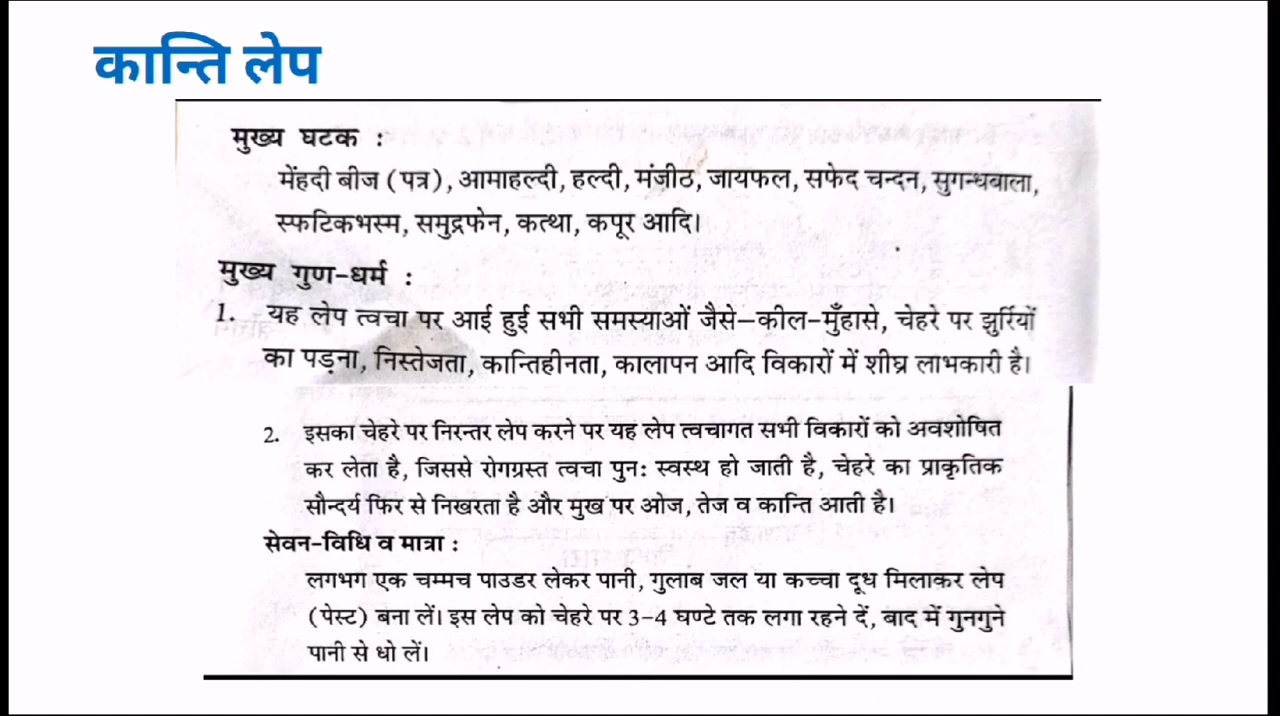 कान्ति लेप
मुख्य घटक :
मेंहदी बीज (पत्र), आमाहल्दी, हल्दी, मंजीठ, जायफल, सफेद चन्दन, सुगन्धबाला,
स्फटिकभस्म, समुद्रफेन, कत्था, कपूर आदि।
मुख्य गुण-धर्म :
1. यह लेप त्वचा पर आई हुई सभी समस्याओं जैसे–कील-मुँहासे, चेहरे पर झुर्रियों
का पड़ना, निस्तेजता, कान्तिहीनता, कालापन आदि विकारों में शीघ्र लाभकारी है।
2. इसका चेहरे पर निरन्तर लेप करने पर यह लेप त्वचागत सभी विकारों को अवशोषित
कर लेता है, जिससे रोगग्रस्त त्वचा पुन: स्वस्थ हो जाती है, चेहरे का प्राकृतिक
सौन्दर्य फिर से निखरता है और मुख पर ओज, तेज व कान्ति आती है।
सेवन-विधि व मात्रा :
लगभग एक चम्मच पाउडर लेकर पानी, गुलाब जल या कच्चा दूध मिलाकर लेप
(पेस्ट) बना लें। इस लेप को चेहरे पर 3-4 घण्टे तक लगा रहने दें, बाद में गुनगुने
पानी से धो लें।